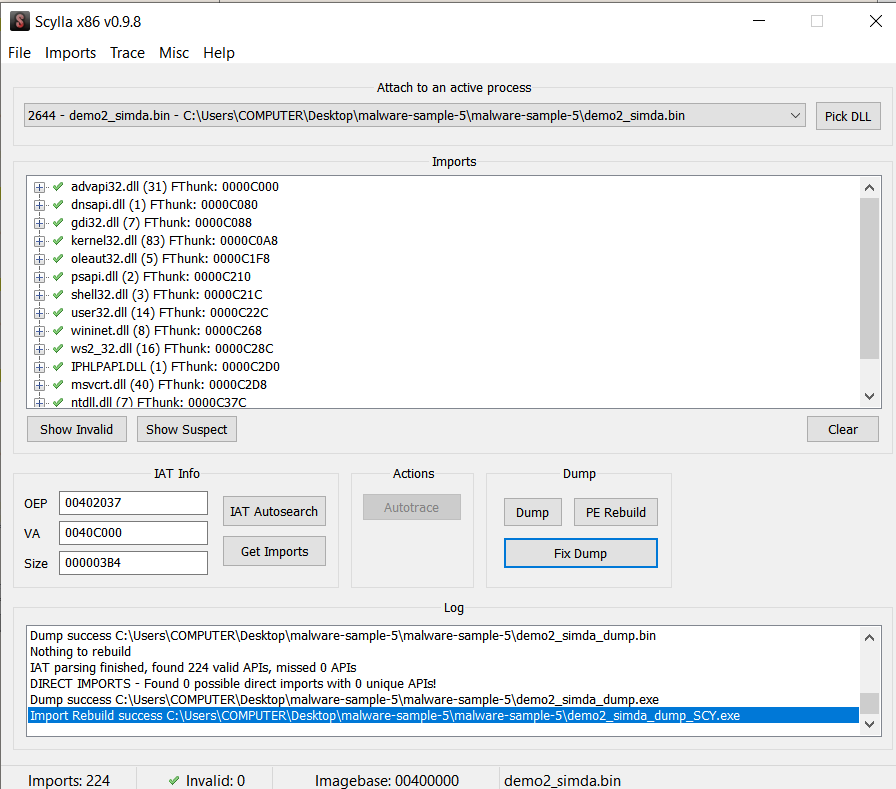 Scylla x86 v0.9.8
File Imports Trace Misc Help
Attach to an active process
2644 - demo2_simda.bin - C:\Users\COMPUTER\Desktop\malware-sample-5\malware-sample-5\demo2_simda.bin
Pick DLL
Imports
advapi32.dll (31) FThunk: 0000C000
dnsapi.dll (1) FThunk: 0000C080
gdi32.dll (7) FThunk: 0000C088
kernel32.dll (83) FThunk: 0000C0A8
oleaut32.dll (5) FThunk: 0000C1F8
psapi.dll (2) FThunk: 0000C210
shell32.dll (3) FThunk: 0000C21C
user32.dll (14) FThunk: 0000C22C
wininet.dll (8) FThunk: 0000C268
ws2_32.dll (16) FThunk: 0000C28C
IPHLPAPI.DLL (1) FThunk: 0000C2D0
msvcrt.dll (40) FThunk: 0000C2D8
ntdll.dll (7) FThunk: 0000C37C
Show Invalid Show Suspect Clear
IAT Info Actions Dump
OEP 00402037 IAT Autosearch Autotrace Dump PE Rebuild
VA 0040C000
Size 000003B4 Get Imports Fix Dump
Log
Dump success C:\Users\COMPUTER\Desktop\malware-sample-5\malware-sample-5\demo2_simda_dump.bin
Nothing to rebuild
IAT parsing finished, found 224 valid APIs, missed 0 APIs
DIRECT IMPORTS - Found 0 possible direct imports with 0 unique APIs!
Dump success C:\Users\COMPUTER\Desktop\malware-sample-5\malware-sample-5\demo2_simda_dump.exe
Import Rebuild success C:\Users\COMPUTER\Desktop\malware-sample-5\malware-sample-5\demo2_simda_dump_SCY.exe
Imports: 224 Invalid: 0 Imagebase: 00400000 demo2_simda.bin